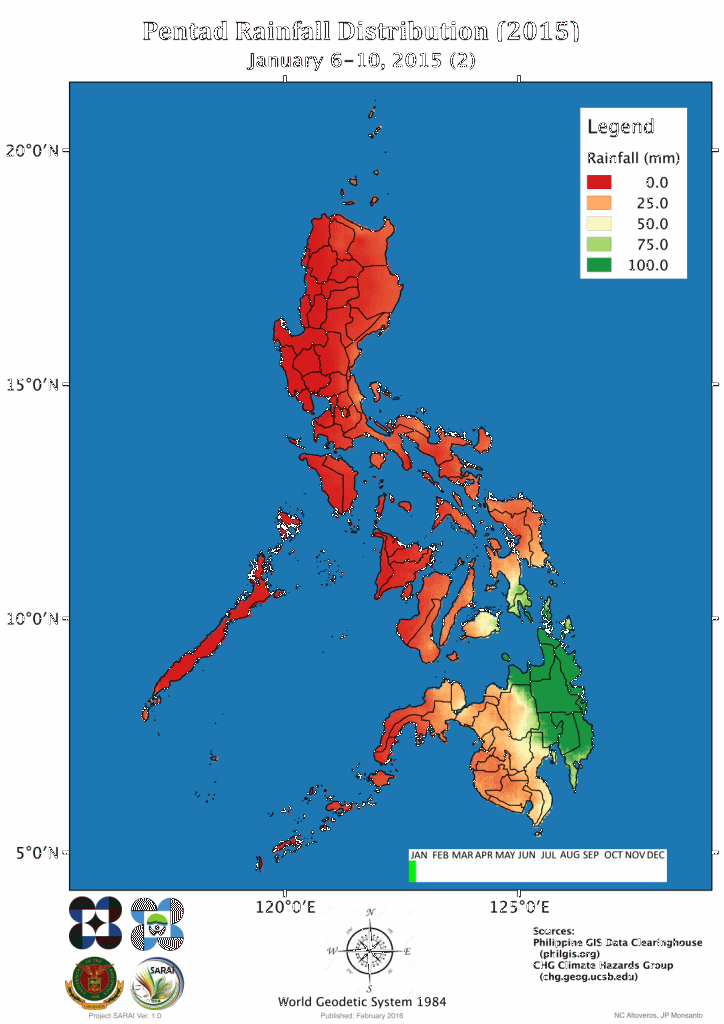 Pentad Rainfall Distribution (2015)
January 6-10, 2015 (2)
Legend
Rainfall (mm)
0.0
25.0
50.0
75.0
100.0
20°0'N
15°0'N
10°0'N
5°0'N
JAN FEB MAR APR MAY JUN JUL AUG SEP OCT NOV DEC
120°0'E
125°0'E
N
W E
S
SARAI
World Geodetic System 1984
Sources:
Philippine GIS Data Clearinghouse
(philgis.org)
CHG Climate Hazards Group
(chg.geog.ucsb.edu)
Project SARAI Ver. 1.0
Published: February 2016
NC Altoveros, JP Monsanto